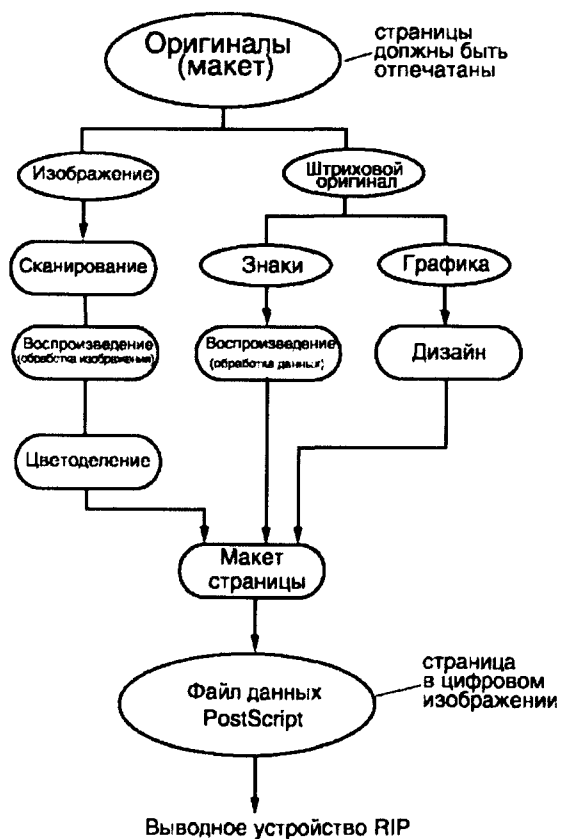 Оригиналы
(макет)
страницы
должны быть
отпечатаны
Изображение
Штриховой
оригинал
Сканирование
Знаки
Графика
Воспроизведение
(обработка изображения)
Воспроизведение
(обработка данных)
Дизайн
Цветоделение
Макет
страницы
Файл данных
PostScript
страница
в цифровом
изображении
Выводное устройство RIP